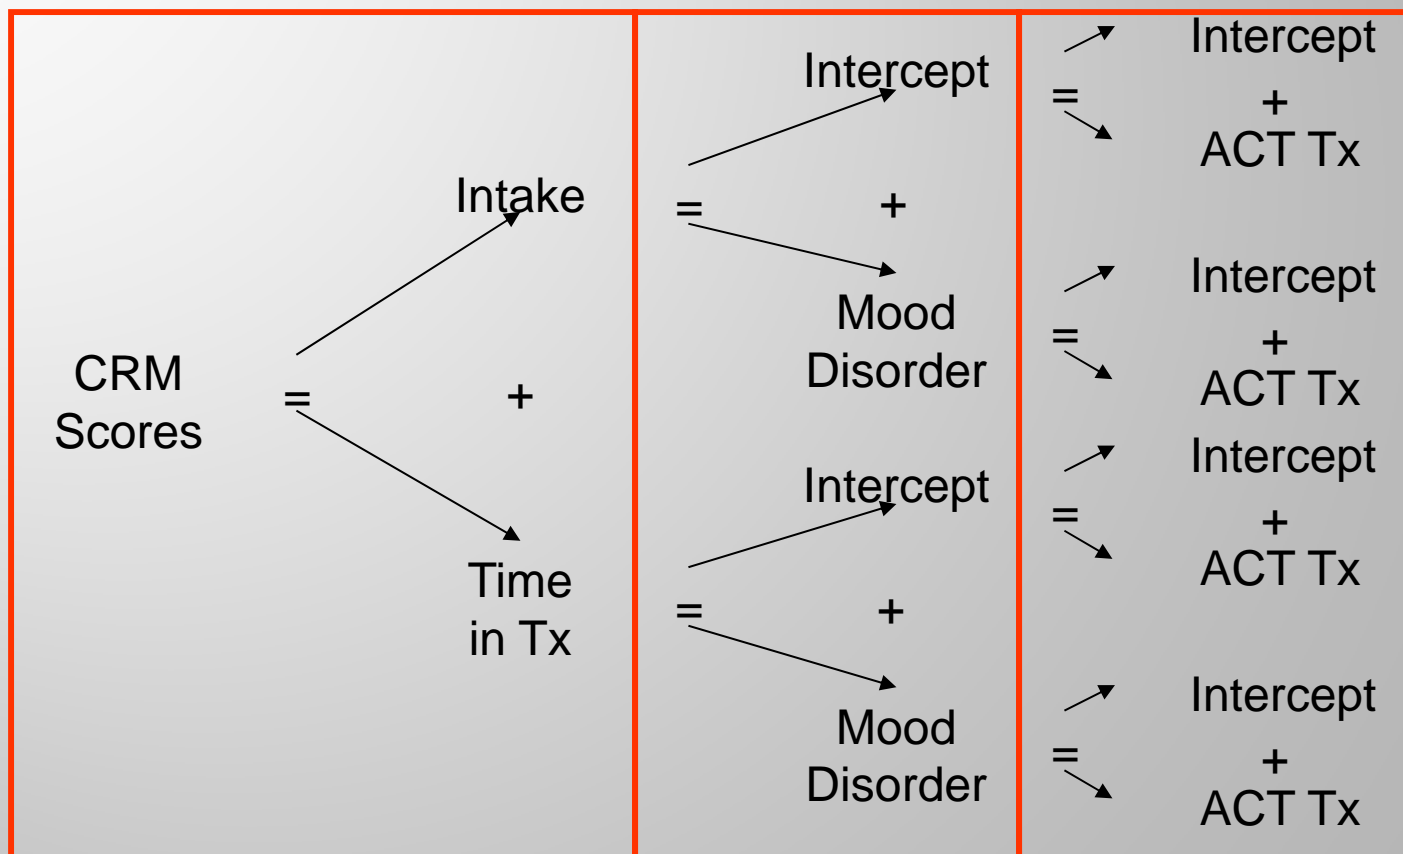 CRM
Scores
=
Intake
+
Time
in Tx
=
Intercept
+
Mood
Disorder
=
Intercept
+
Mood
Disorder
=
Intercept
+
ACT Tx
=
Intercept
+
ACT Tx
=
Intercept
+
ACT Tx
=
Intercept
+
ACT Tx